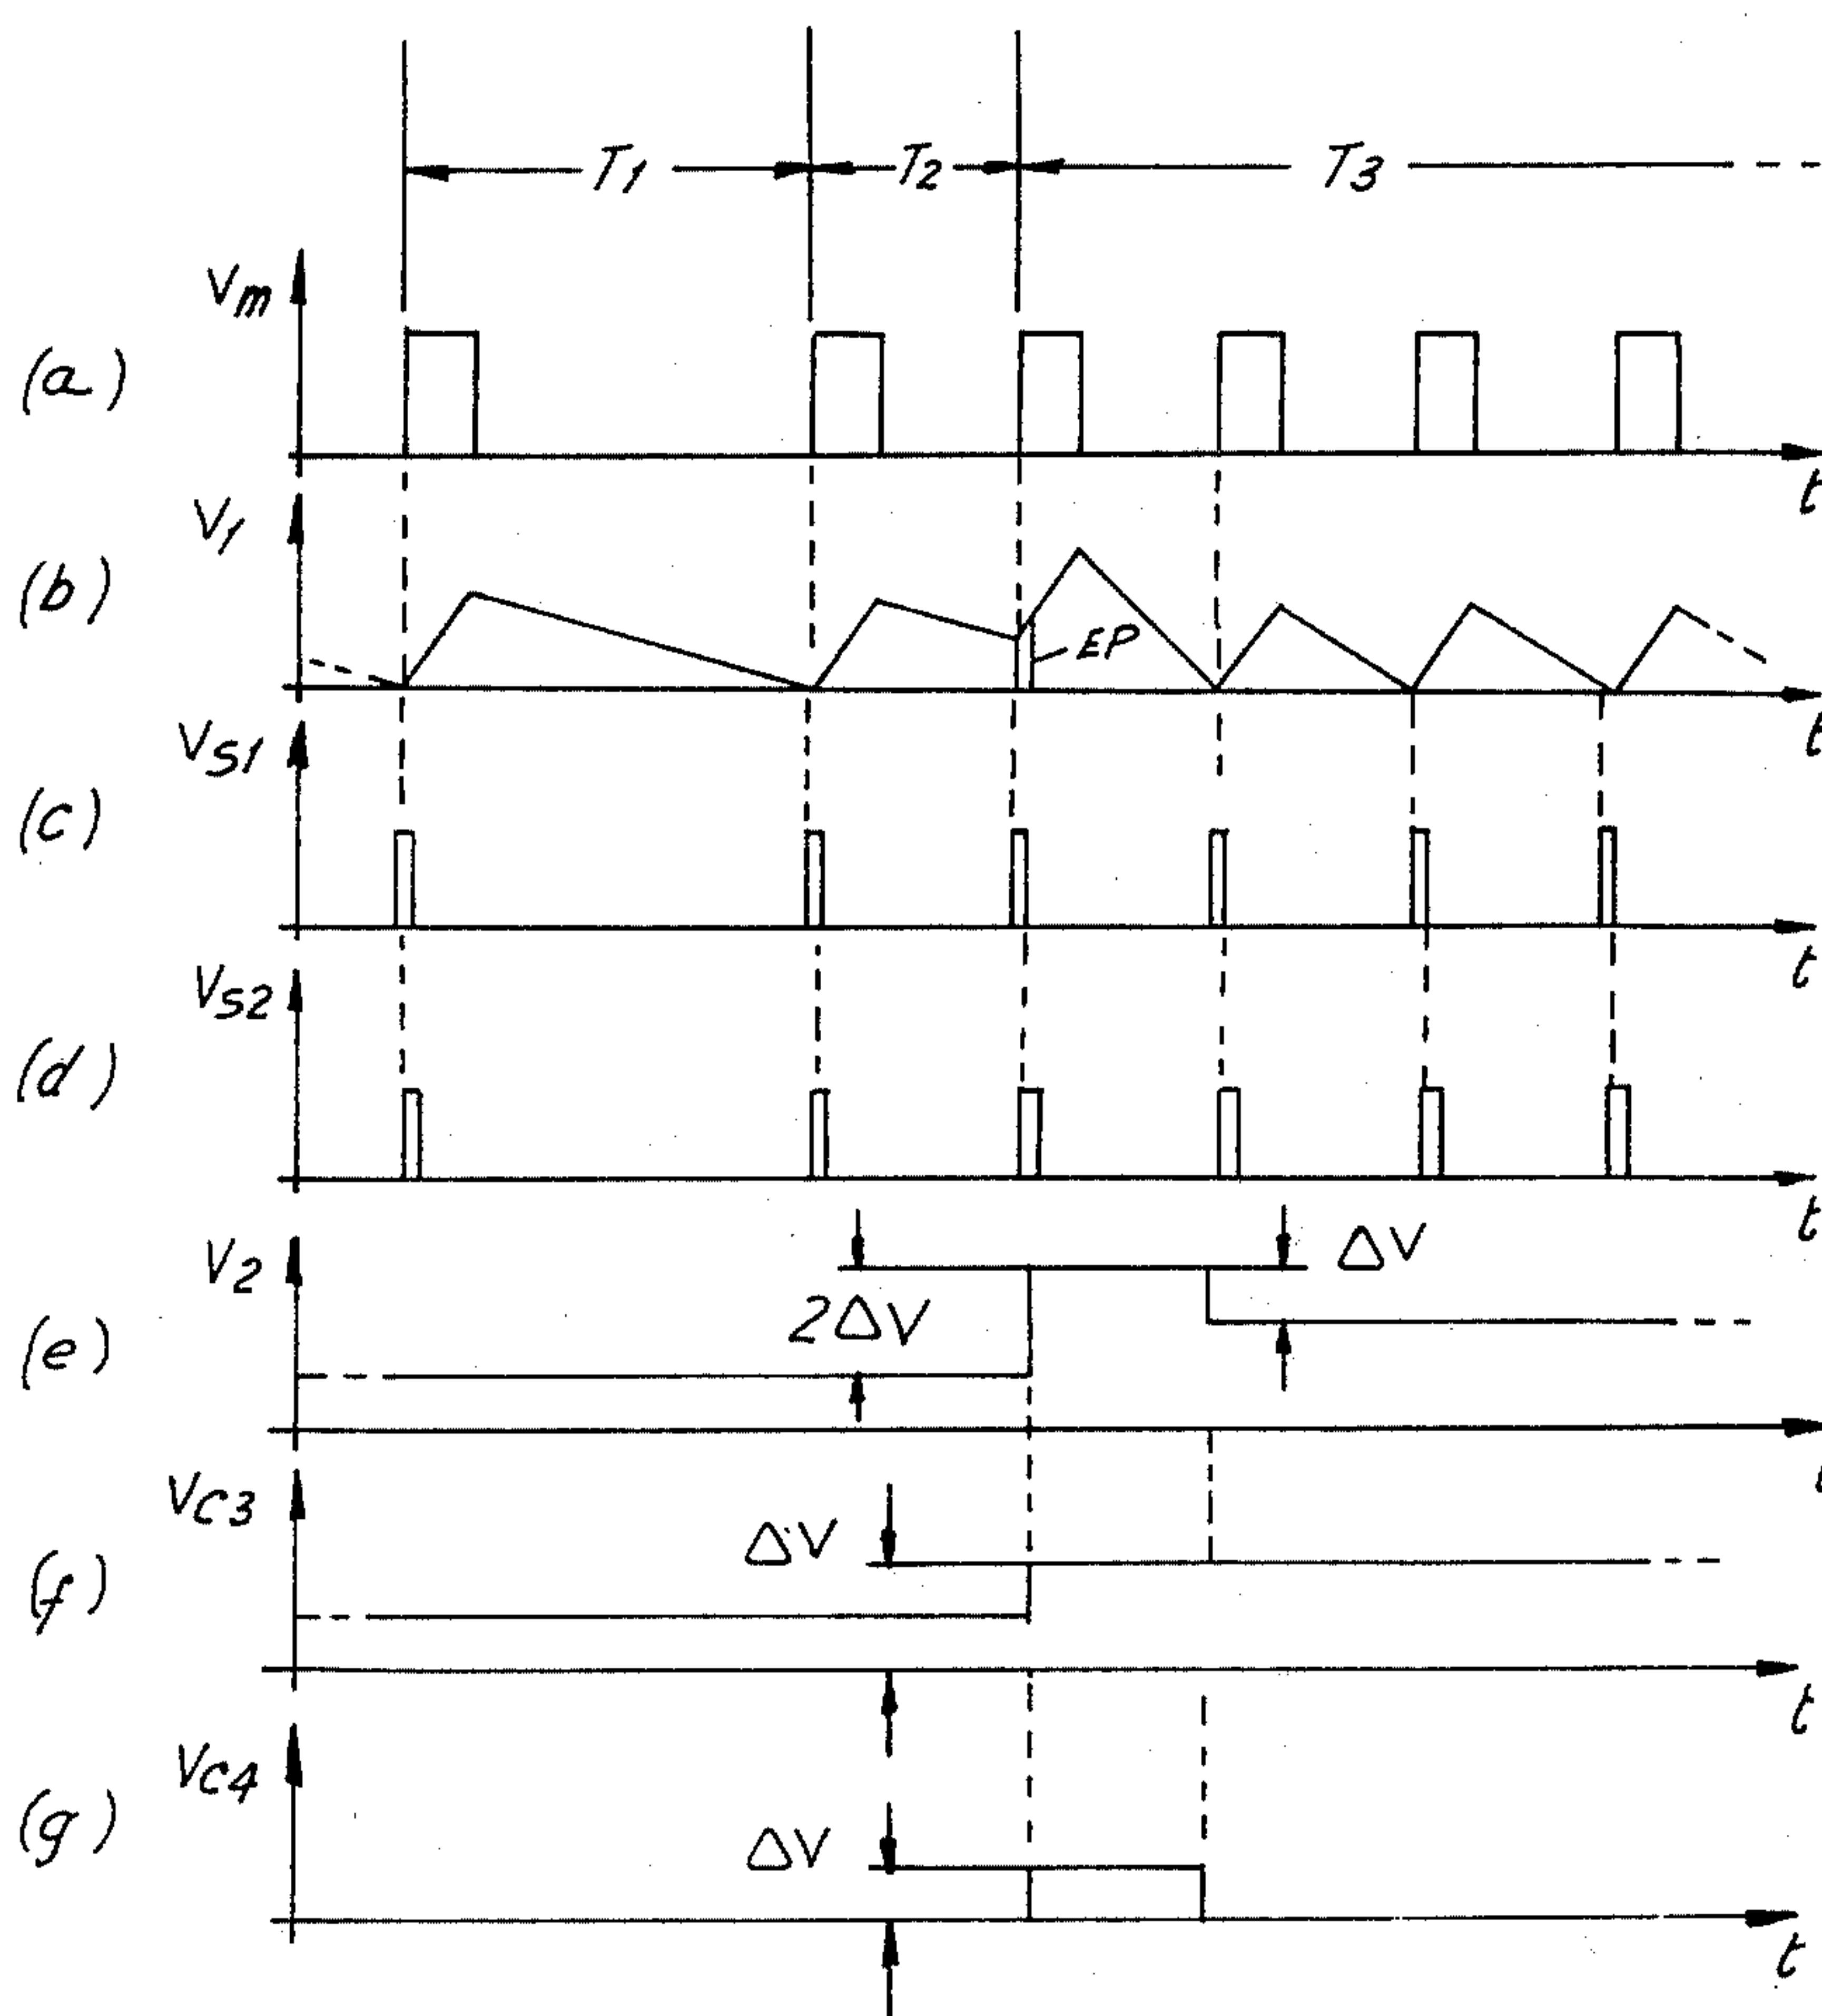 T1 T2 T3
Vm
(a)
t
V1
(b)
EP
t
VS1
(c)
t
VS2
(d)
t
V2
ΔV
2ΔV
(e)
t
VC3
ΔV
(f)
t
VC4
ΔV
(g)
t